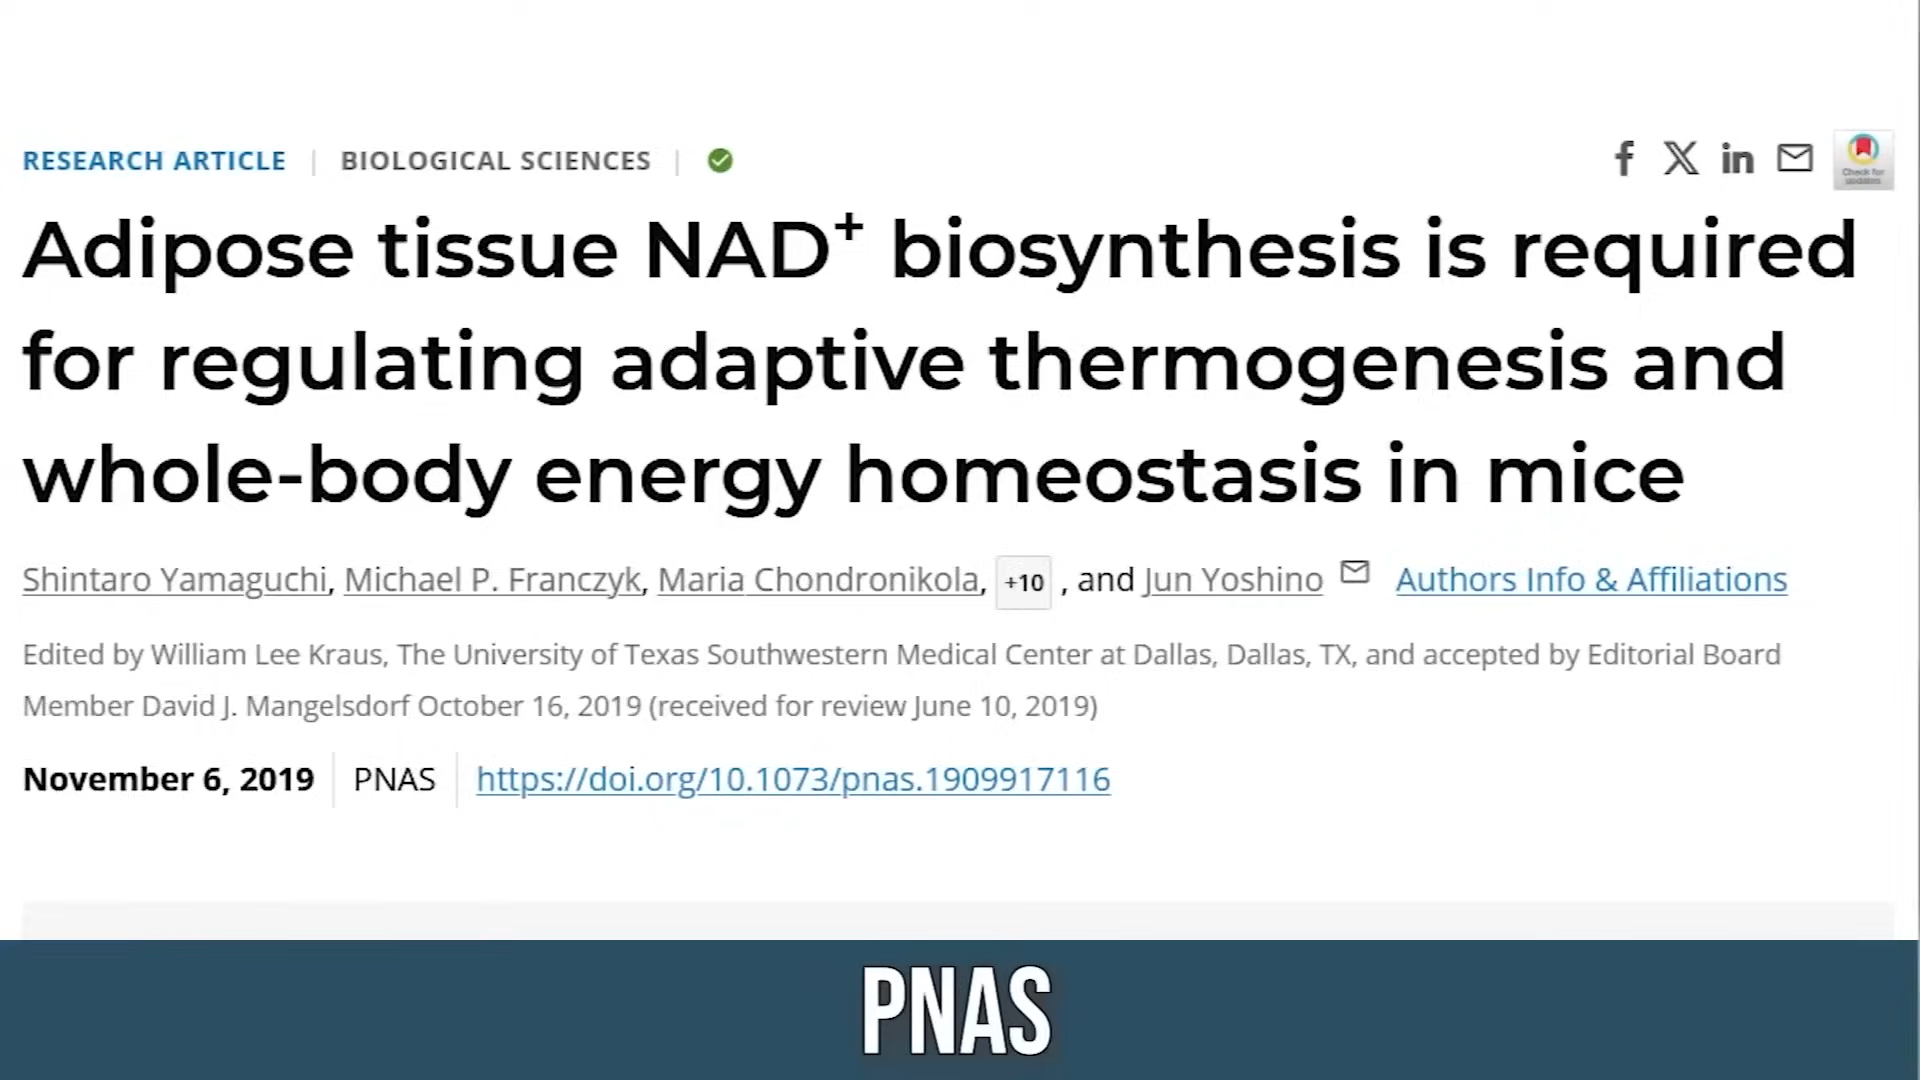 RESEARCH ARTICLE | BIOLOGICAL SCIENCES |
Check for
updates
Adipose tissue NAD⁺ biosynthesis is required
for regulating adaptive thermogenesis and
whole-body energy homeostasis in mice
Shintaro Yamaguchi, Michael P. Franczyk, Maria Chondronikola, +10 , and Jun Yoshino Authors Info & Affiliations
Edited by William Lee Kraus, The University of Texas Southwestern Medical Center at Dallas, Dallas, TX, and accepted by Editorial Board
Member David J. Mangelsdorf October 16, 2019 (received for review June 10, 2019)
November 6, 2019 | PNAS | https://doi.org/10.1073/pnas.1909917116
PNAS